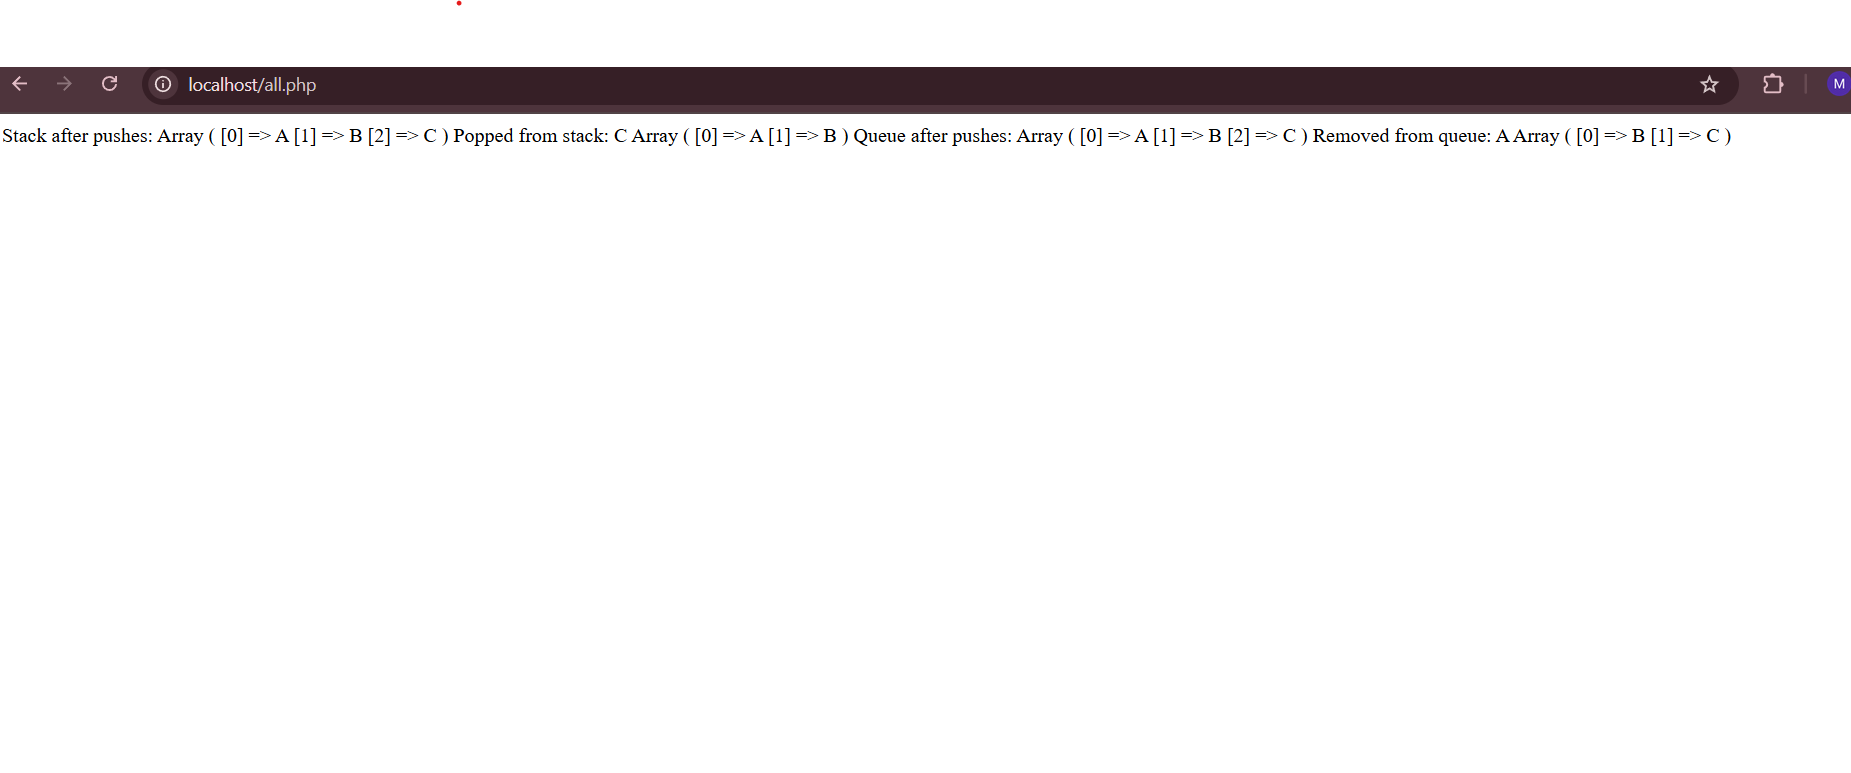 localhost/all.php
M
Stack after pushes: Array ( [0] => A [1] => B [2] => C ) Popped from stack: C Array ( [0] => A [1] => B ) Queue after pushes: Array ( [0] => A [1] => B [2] => C ) Removed from queue: A Array ( [0] => B [1] => C )